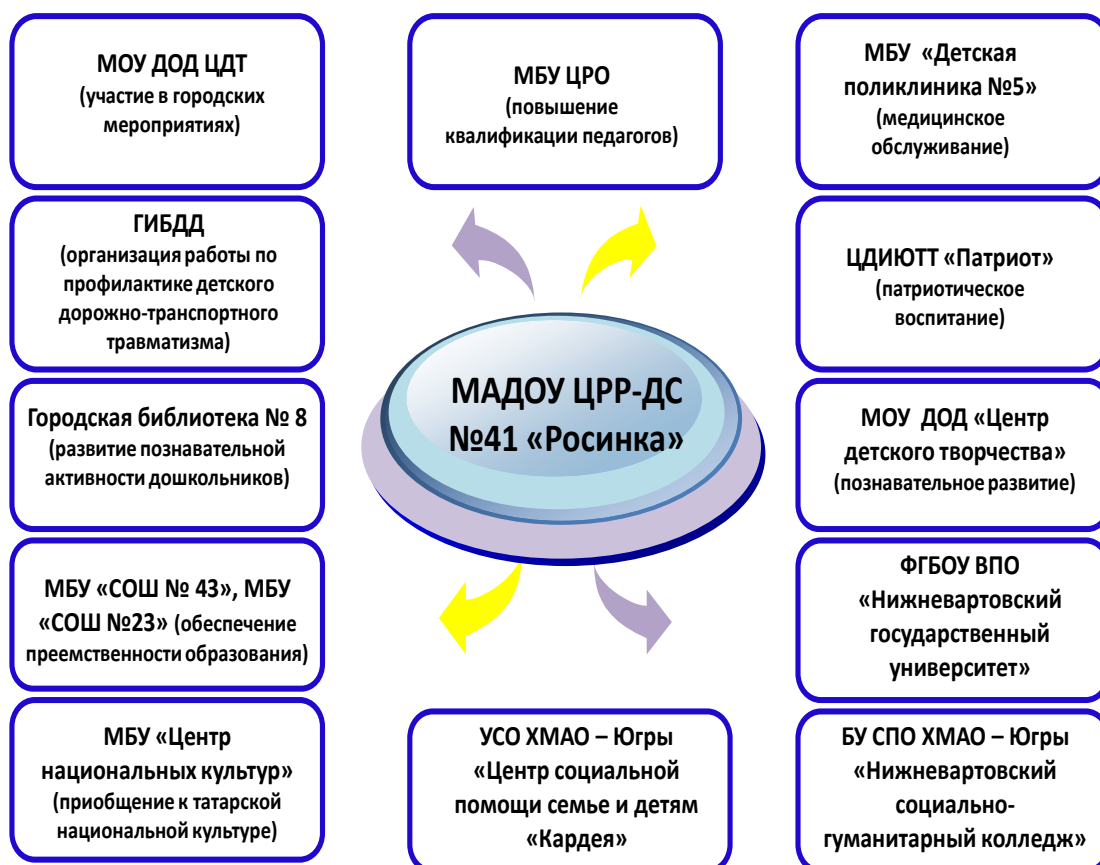 МОУ ДОД ЦДТ
(участие в городских
мероприятиях)
МБУ ЦРО
(повышение
квалификации педагогов)
МБУ «Детская
поликлиника №5»
(медицинское
обслуживание)
ГИБДД
(организация работы по
профилактике детского
дорожно-транспортного
травматизма)
ЦДИЮТТ «Патриот»
(патриотическое
воспитание)
МАДОУ ЦРР-ДС
№41 «Росинка»
Городская библиотека № 8
(развитие познавательной
активности дошкольников)
МОУ ДОД «Центр
детского творчества»
(познавательное развитие)
МБУ «СОШ № 43», МБУ
«СОШ №23» (обеспечение
преемственности образования)
ФГБОУ ВПО
«Нижневартовский
государственный
университет»
МБУ «Центр
национальных культур»
(приобщение к татарской
национальной культуре)
УСО ХМАО – Югры
«Центр социальной
помощи семье и детям
«Кардея»
БУ СПО ХМАО – Югры
«Нижневартовский
социально-
гуманитарный колледж»